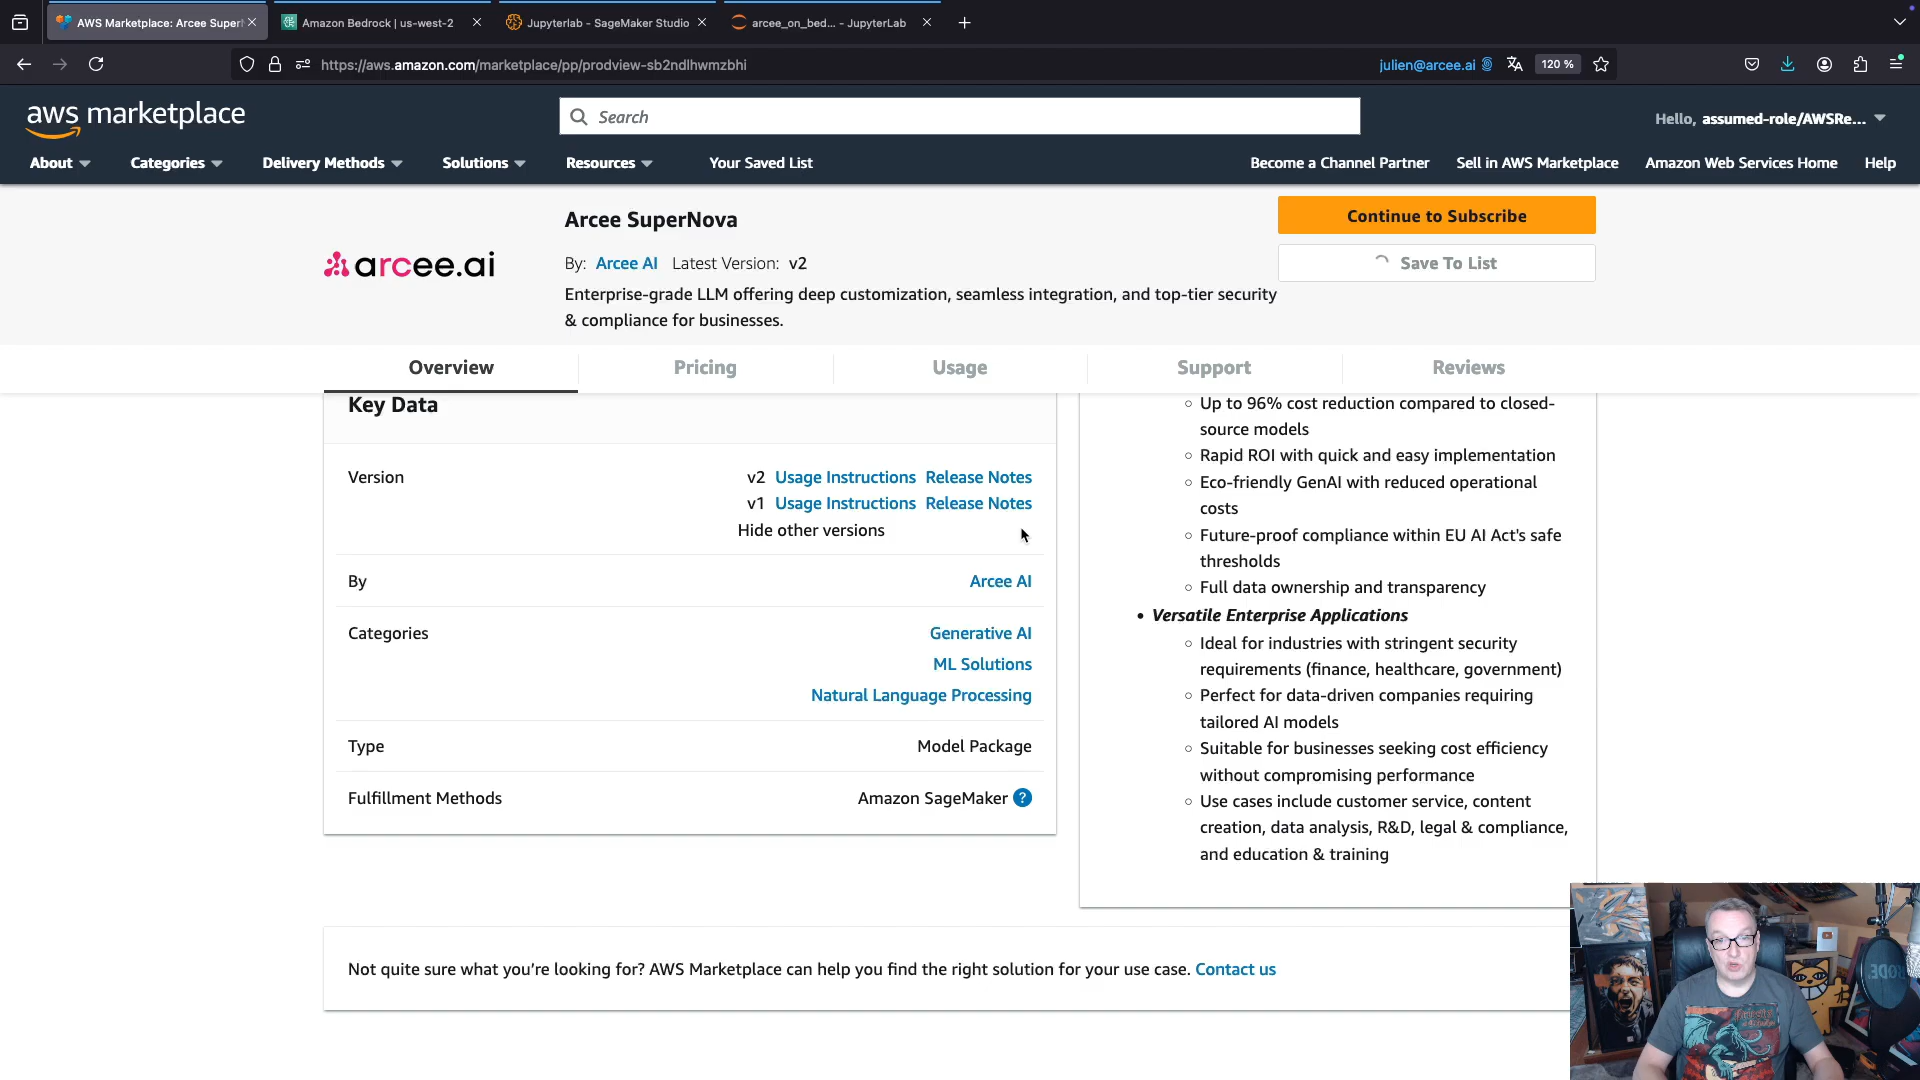 AWS Marketplace: Arcee SuperN
Amazon Bedrock | us-west-2
Jupyterlab - SageMaker Studio
arcee_on_bed... - JupyterLab
https://aws.amazon.com/marketplace/pp/prodview-sb2ndlhwmzbhi
julien@arcee.ai
120 %
aws marketplace
Search
Hello, assumed-role/AWSRe...
About
Categories
Delivery Methods
Solutions
Resources
Your Saved List
Become a Channel Partner
Sell in AWS Marketplace
Amazon Web Services Home
Help
arcee.ai
Arcee SuperNova
By: Arcee AI Latest Version: v2
Enterprise-grade LLM offering deep customization, seamless integration, and top-tier security
& compliance for businesses.
Continue to Subscribe
Save To List
Overview
Pricing
Usage
Support
Reviews
Key Data
Version
v2 Usage Instructions Release Notes
v1 Usage Instructions Release Notes
Hide other versions
By
Arcee AI
Categories
Generative AI
ML Solutions
Natural Language Processing
Type
Model Package
Fulfillment Methods
Amazon SageMaker ?
◦ Up to 96% cost reduction compared to closed-
source models
◦ Rapid ROI with quick and easy implementation
◦ Eco-friendly GenAI with reduced operational
costs
◦ Future-proof compliance within EU AI Act's safe
thresholds
◦ Full data ownership and transparency
• Versatile Enterprise Applications
◦ Ideal for industries with stringent security
requirements (finance, healthcare, government)
◦ Perfect for data-driven companies requiring
tailored AI models
◦ Suitable for businesses seeking cost efficiency
without compromising performance
◦ Use cases include customer service, content
creation, data analysis, R&D, legal & compliance,
and education & training
Not quite sure what you’re looking for? AWS Marketplace can help you find the right solution for your use case. Contact us